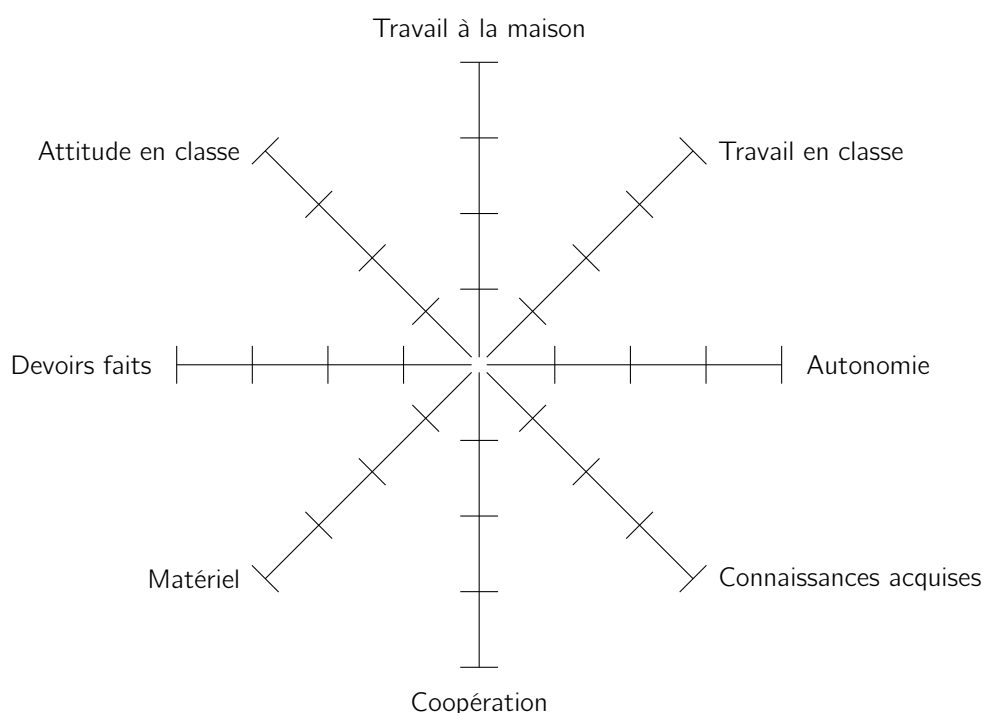 Travail à la maison
Attitude en classe
Travail en classe
Devoirs faits
Autonomie
Matériel
Connaissances acquises
Coopération